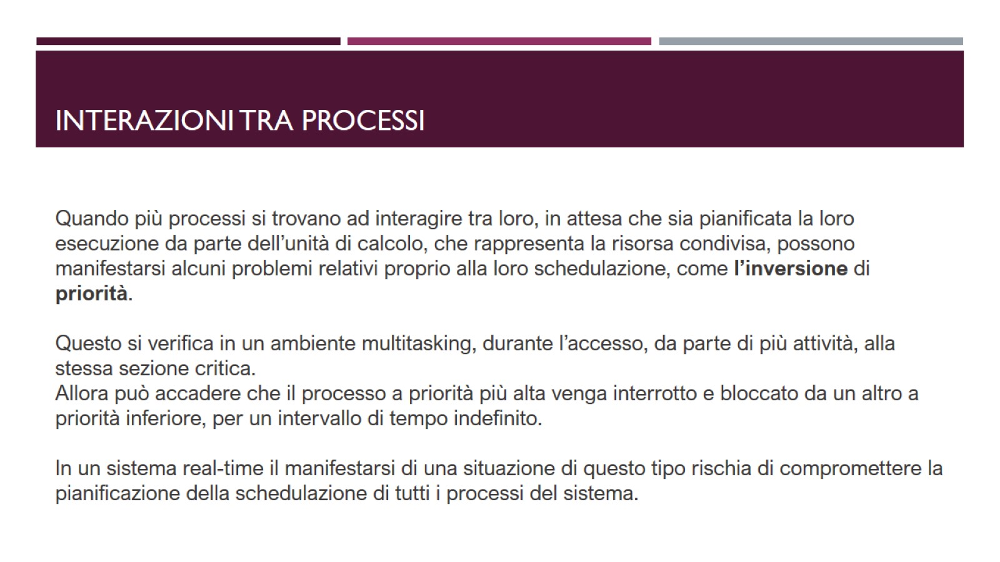 INTERAZIONI TRA PROCESSI
Quando più processi si trovano ad interagire tra loro, in attesa che sia pianificata la loro
esecuzione da parte dell’unità di calcolo, che rappresenta la risorsa condivisa, possono
manifestarsi alcuni problemi relativi proprio alla loro schedulazione, come l’inversione di
priorità.
Questo si verifica in un ambiente multitasking, durante l’accesso, da parte di più attività, alla
stessa sezione critica.
Allora può accadere che il processo a priorità più alta venga interrotto e bloccato da un altro a
priorità inferiore, per un intervallo di tempo indefinito.
In un sistema real-time il manifestarsi di una situazione di questo tipo rischia di compromettere la
pianificazione della schedulazione di tutti i processi del sistema.